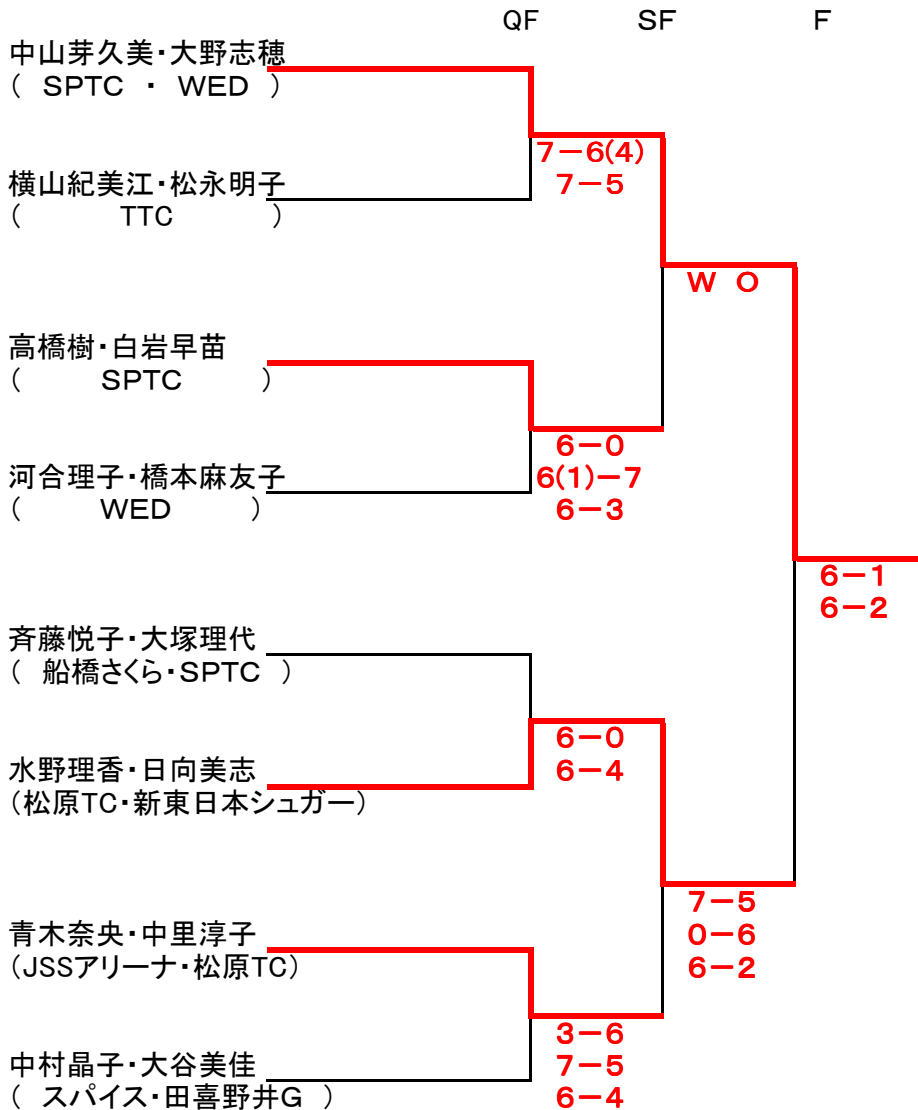 QF SF F
中山芽久美・大野志穂
( SPTC ・ WED )
7-6(4)
7-5
横山紀美江・松永明子
( TTC )
W O
高橋樹・白岩早苗
( SPTC )
6-0
6(1)-7
6-3
河合理子・橋本麻友子
( WED )
6-1
6-2
斉藤悦子・大塚理代
( 船橋さくら・SPTC )
6-0
6-4
水野理香・日向美志
(松原TC・新東日本シュガー)
7-5
0-6
6-2
青木奈央・中里淳子
(JSSアリーナ・松原TC)
3-6
7-5
6-4
中村晶子・大谷美佳
( スパイス・田喜野井G )